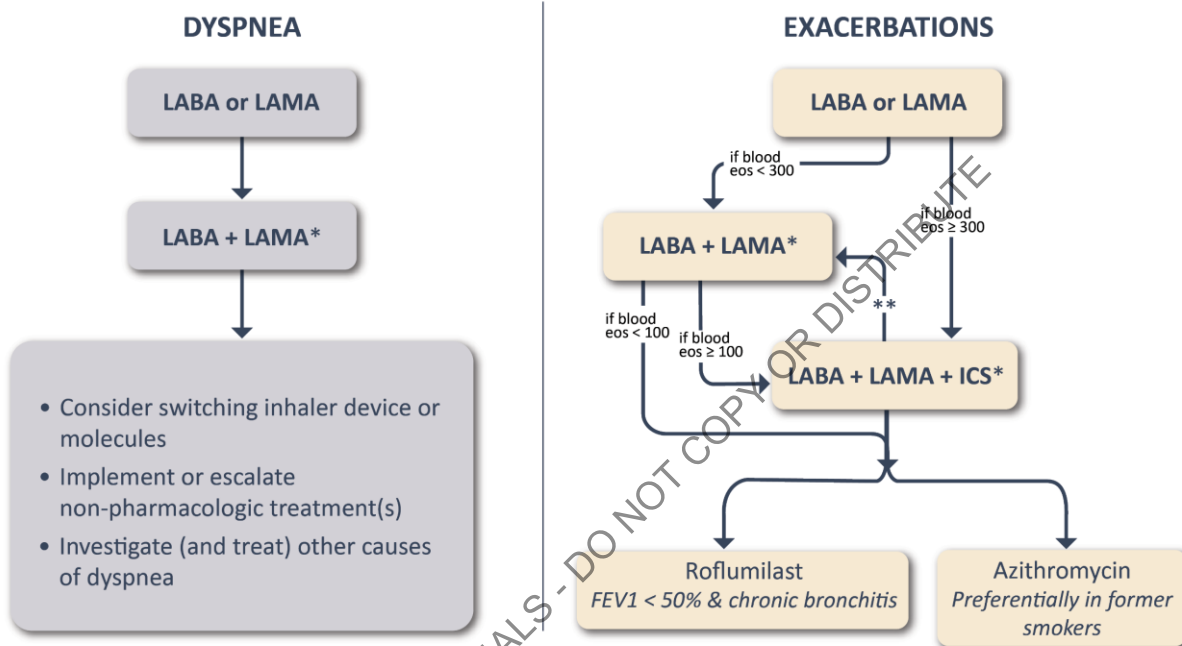 DYSPNEA
LABA or LAMA
LABA + LAMA*
• Consider switching inhaler device or
molecules
• Implement or escalate
non-pharmacologic treatment(s)
• Investigate (and treat) other causes
of dyspnea
EXACERBATIONS
LABA or LAMA
if blood
eos < 300
if blood
eos ≥ 300
LABA + LAMA*
**
if blood
eos < 100
if blood
eos ≥ 100
LABA + LAMA + ICS*
Roflumilast
FEV1 < 50% & chronic bronchitis
Azithromycin
Preferentially in former
smokers
- DO NOT COPY OR DISTRIBUTE